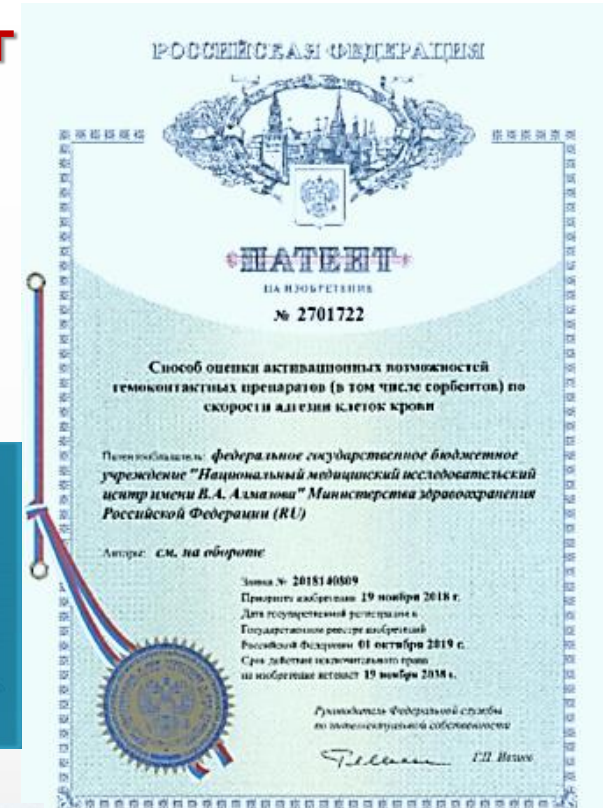 РОССИЙСКАЯ ФЕДЕРАЦИЯ
ПАТЕНТ
НА ИЗОБРЕТЕНИЕ
№ 2701722
Способ оценки активационных возможностей
гемоконтактных препаратов (в том числе сорбентов) по
скорости адгезии клеток крови
Патентообладатель: федеральное государственное бюджетное
учреждение "Национальный медицинский исследовательский
центр имени В.А. Алмазова" Министерства здравоохранения
Российской Федерации (RU)
Авторы: см. на обороте
Заявка № 2018140809
Приоритет изобретения 19 ноября 2018 г.
Дата государственной регистрации в
Государственном реестре изобретений
Российской Федерации 01 октября 2019 г.
Срок действия исключительного права
на изобретение истекает 19 ноября 2038 г.
Руководитель Федеральной службы
по интеллектуальной собственности
Г.П. Ивлиев